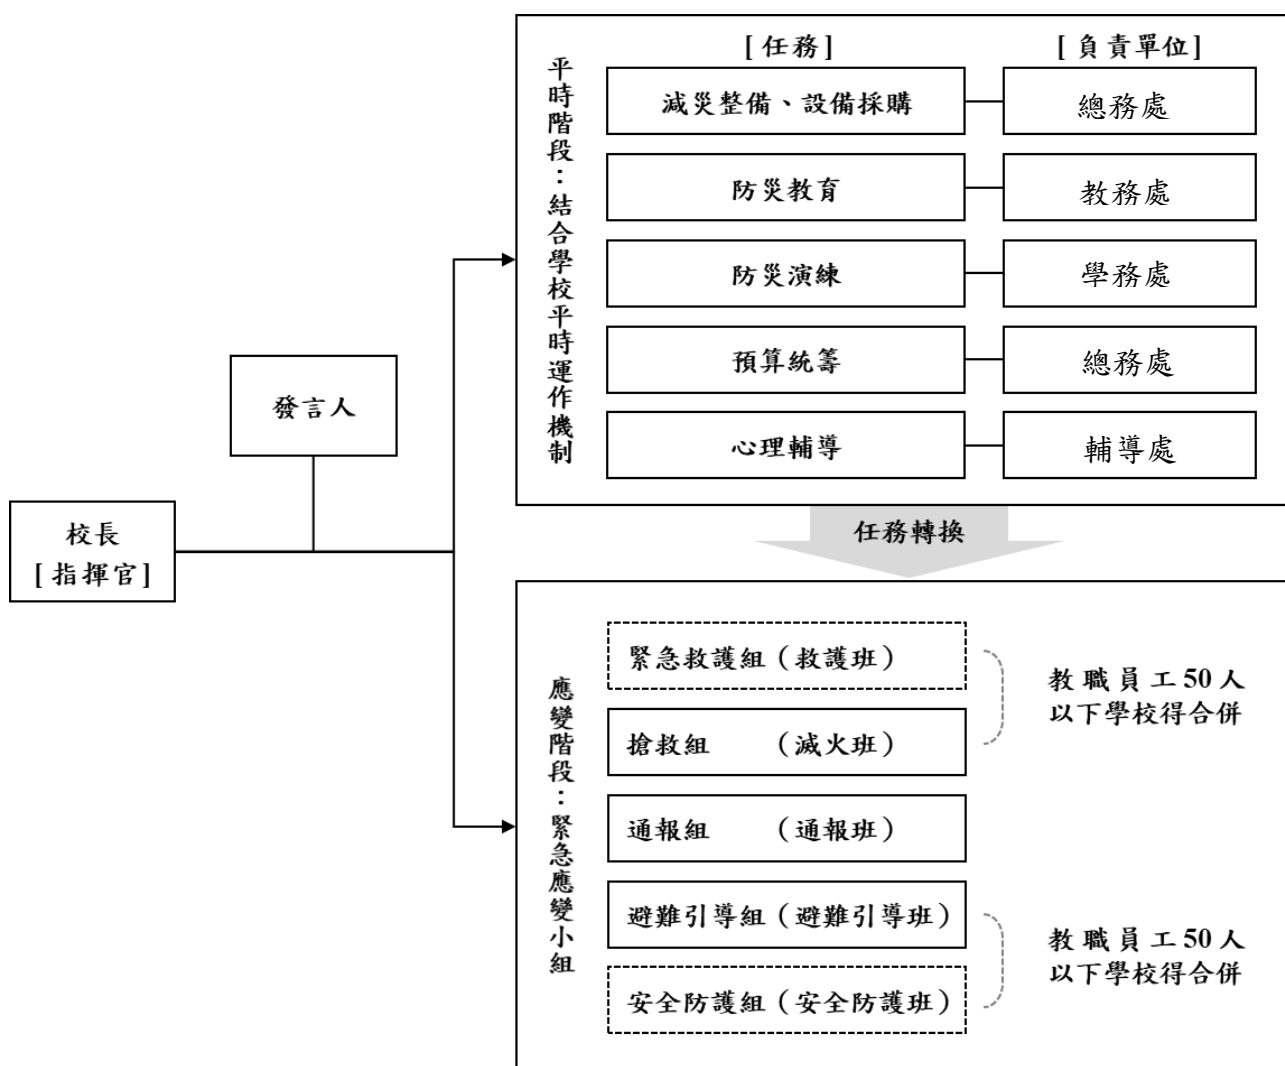 校長
[指揮官]
發言人
平時階段：結合學校平時運作機制
[任務]
[負責單位]
減災整備、設備採購
總務處
防災教育
教務處
防災演練
學務處
預算統籌
總務處
心理輔導
輔導處
任務轉換
應變階段：緊急應變小組
緊急救護組（救護班）
搶救組 （滅火班）
教職員工50人
以下學校得合併
通報組 （通報班）
避難引導組（避難引導班）
安全防護組（安全防護班）
教職員工50人
以下學校得合併